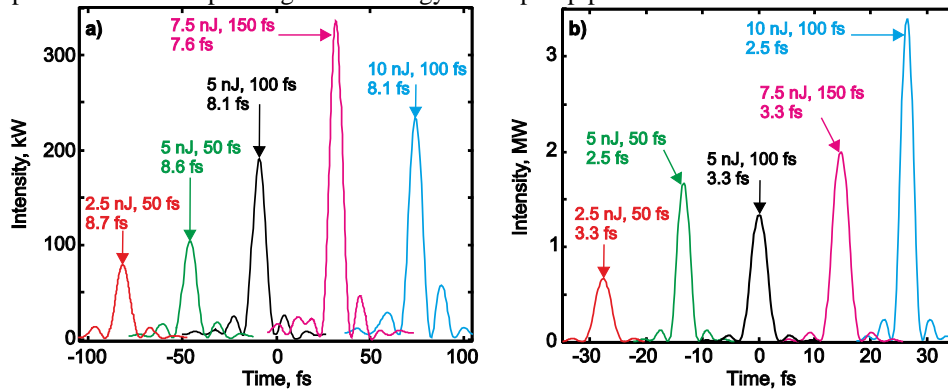 a)
7.5 nJ, 150 fs
7.6 fs
10 nJ, 100 fs
8.1 fs
5 nJ, 100 fs
8.1 fs
5 nJ, 50 fs
8.6 fs
2.5 nJ, 50 fs
8.7 fs
Intensity, kW
300
200
100
0
-100
-50
0
50
100
Time, fs
b)
10 nJ, 100 fs
2.5 fs
7.5 nJ, 150 fs
3.3 fs
5 nJ, 50 fs
2.5 fs
5 nJ, 100 fs
3.3 fs
2.5 nJ, 50 fs
3.3 fs
Intensity, MW
3
2
1
0
-30
-20
-10
0
10
20
30
Time, fs